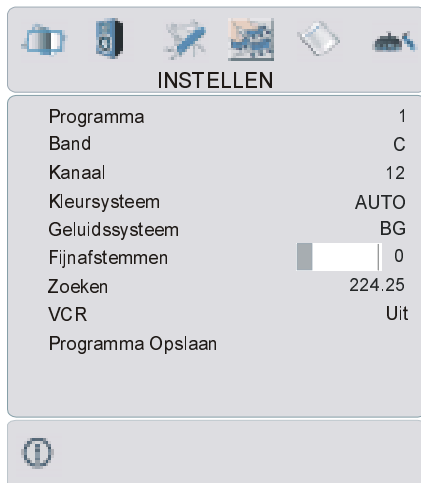 INSTELLEN
Programma 1
Band C
Kanaal 12
Kleursysteem AUTO
Geluidssysteem BG
Fijnafstemmen 0
Zoeken 224.25
VCR Uit
Programma Opslaan